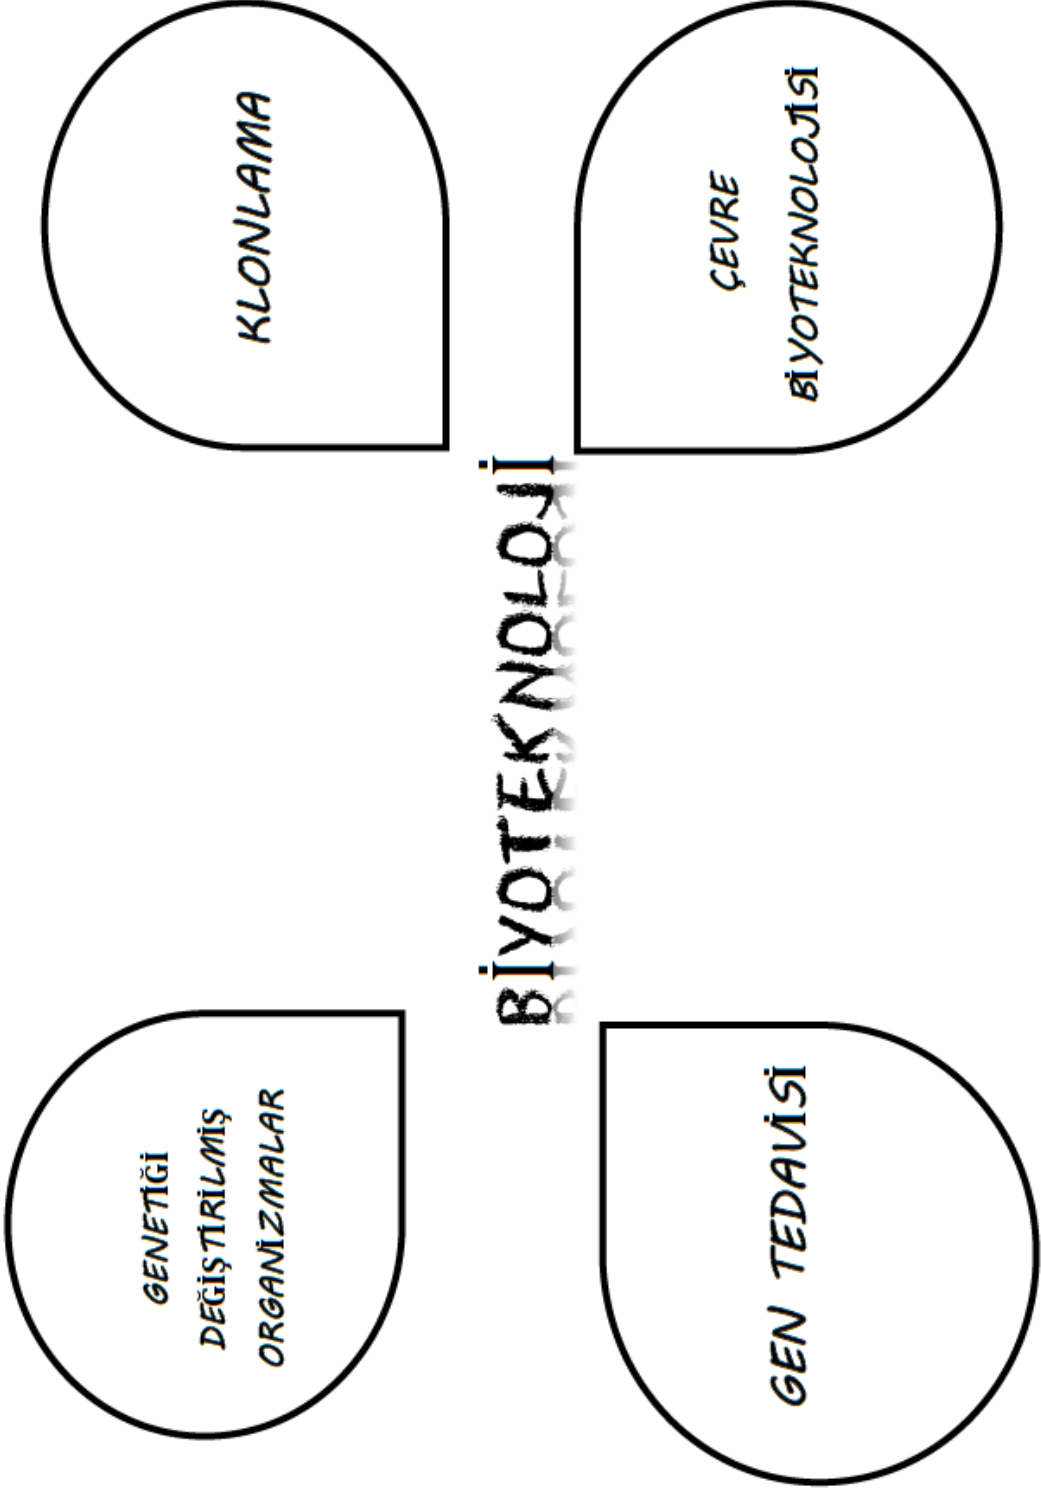 GENETİĞİ
DEĞİŞTİRİLMİŞ
ORGANİZMALAR
KLONLAMA
BİYOTEKNOLOJİ
GEN TEDAVİSİ
ÇEVRE
BİYOTEKNOLOJİSİ